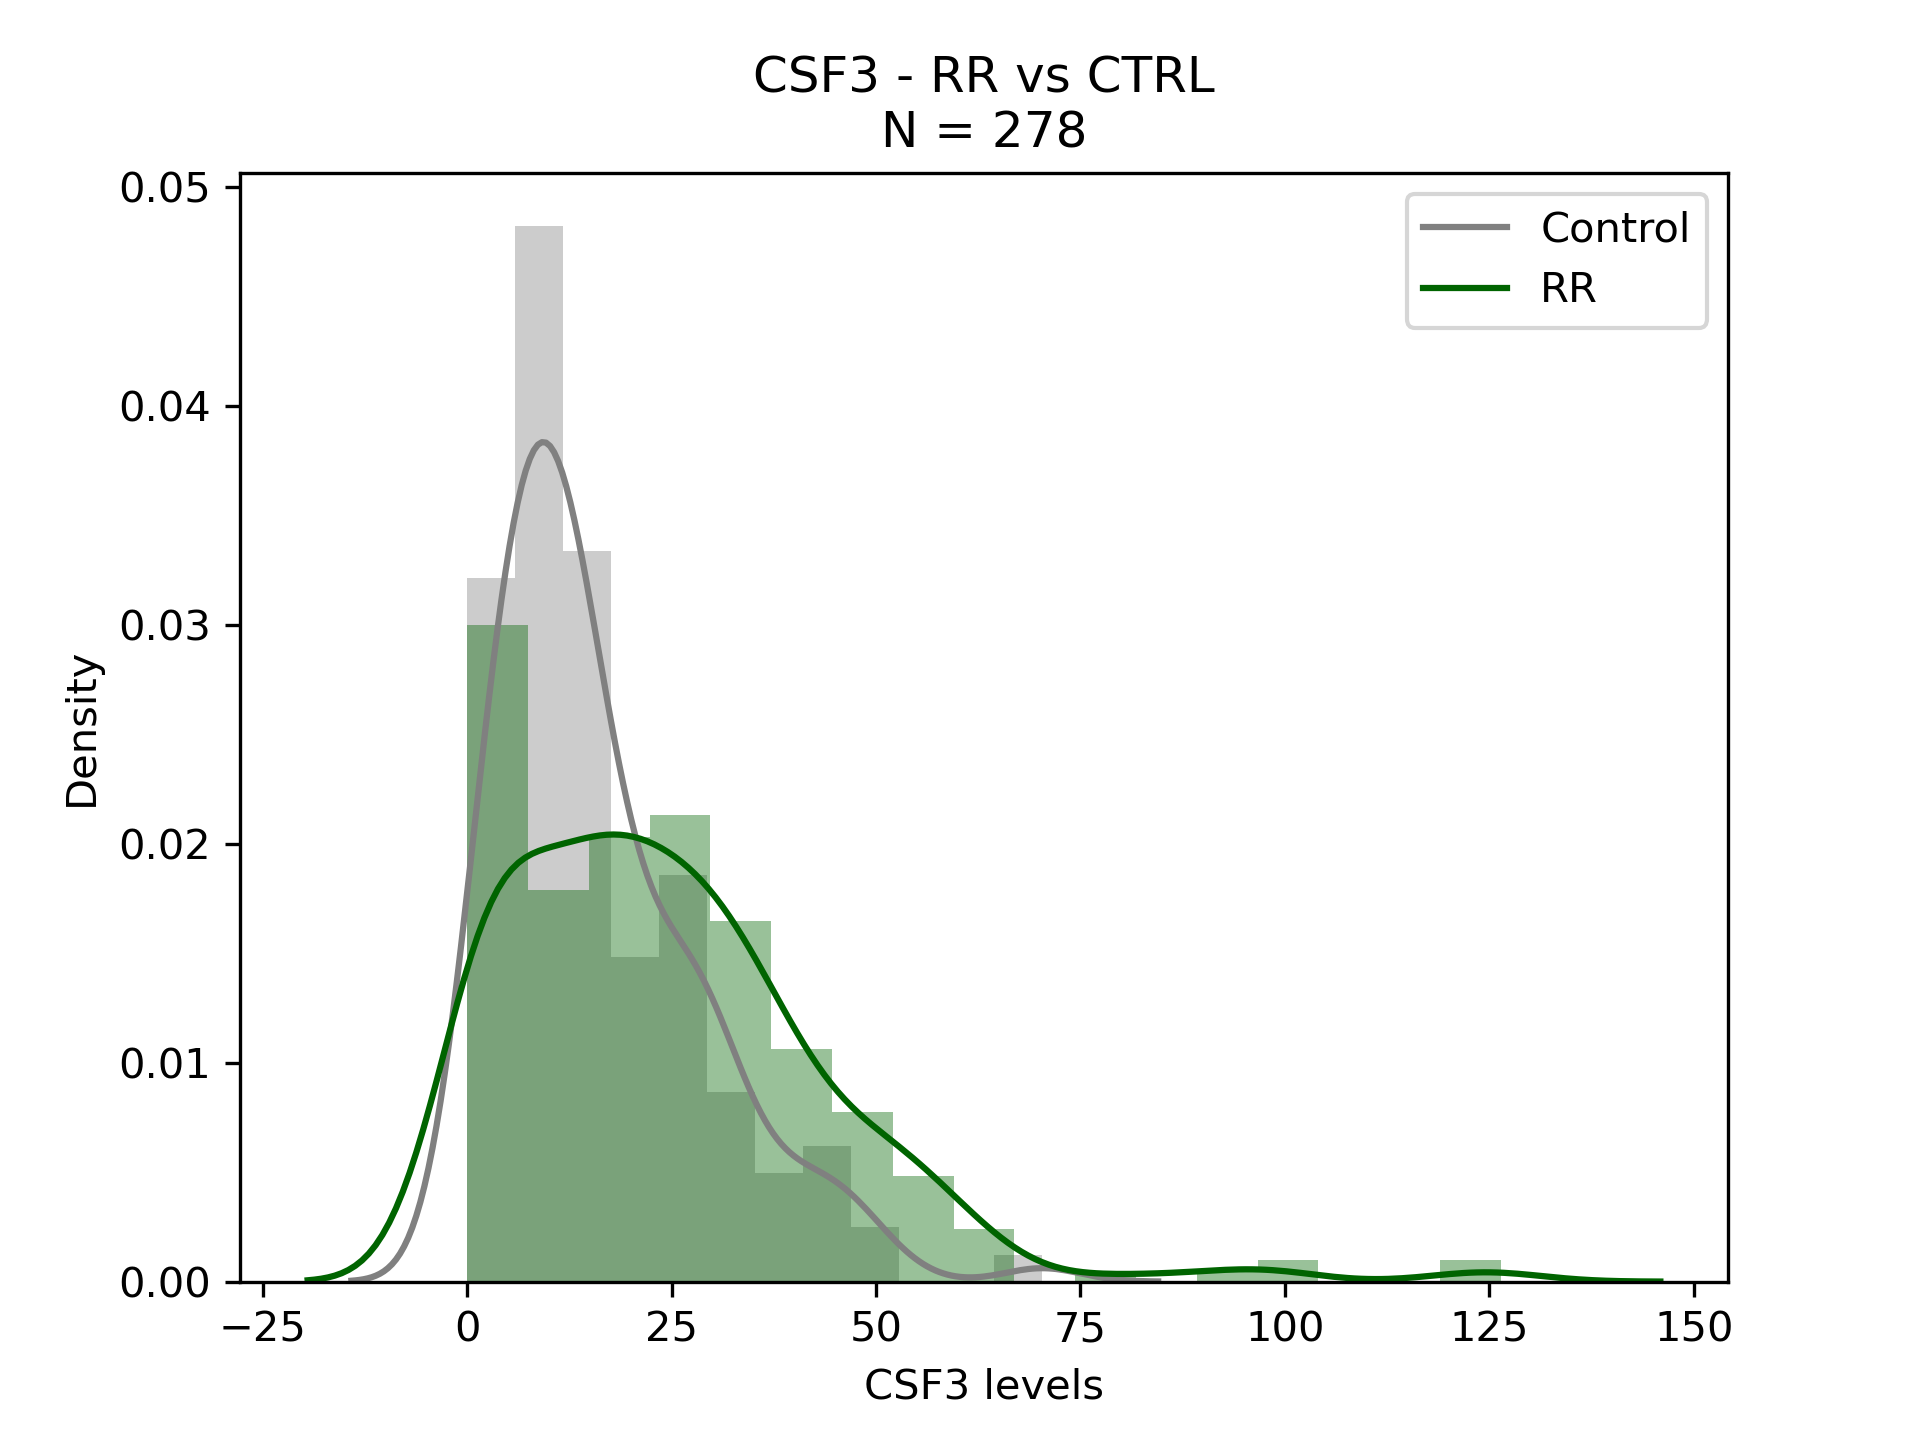 CSF3 - RR vs CTRL
N = 278
Control
RR
0.05
0.04
0.03
0.02
0.01
0.00
Density
−25 0 25 50 75 100 125 150
CSF3 levels